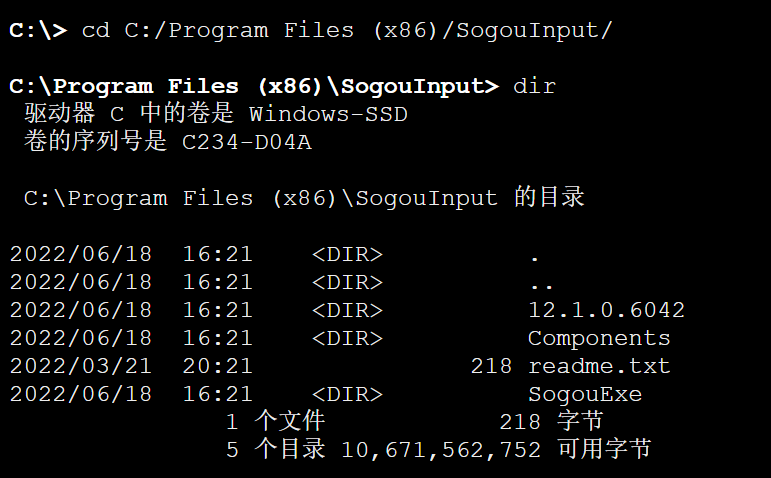 C:\> cd C:/Program Files (x86)/SogouInput/
C:\Program Files (x86)\SogouInput> dir
驱动器 C 中的卷是 Windows-SSD
卷的序列号是 C234-D04A
C:\Program Files (x86)\SogouInput 的目录
2022/06/18  16:21    <DIR>          .
2022/06/18  16:21    <DIR>          ..
2022/06/18  16:21    <DIR>          12.1.0.6042
2022/06/18  16:21    <DIR>          Components
2022/03/21  20:21               218 readme.txt
2022/06/18  16:21    <DIR>          SogouExe
1 个文件            218 字节
5 个目录 10,671,562,752 可用字节